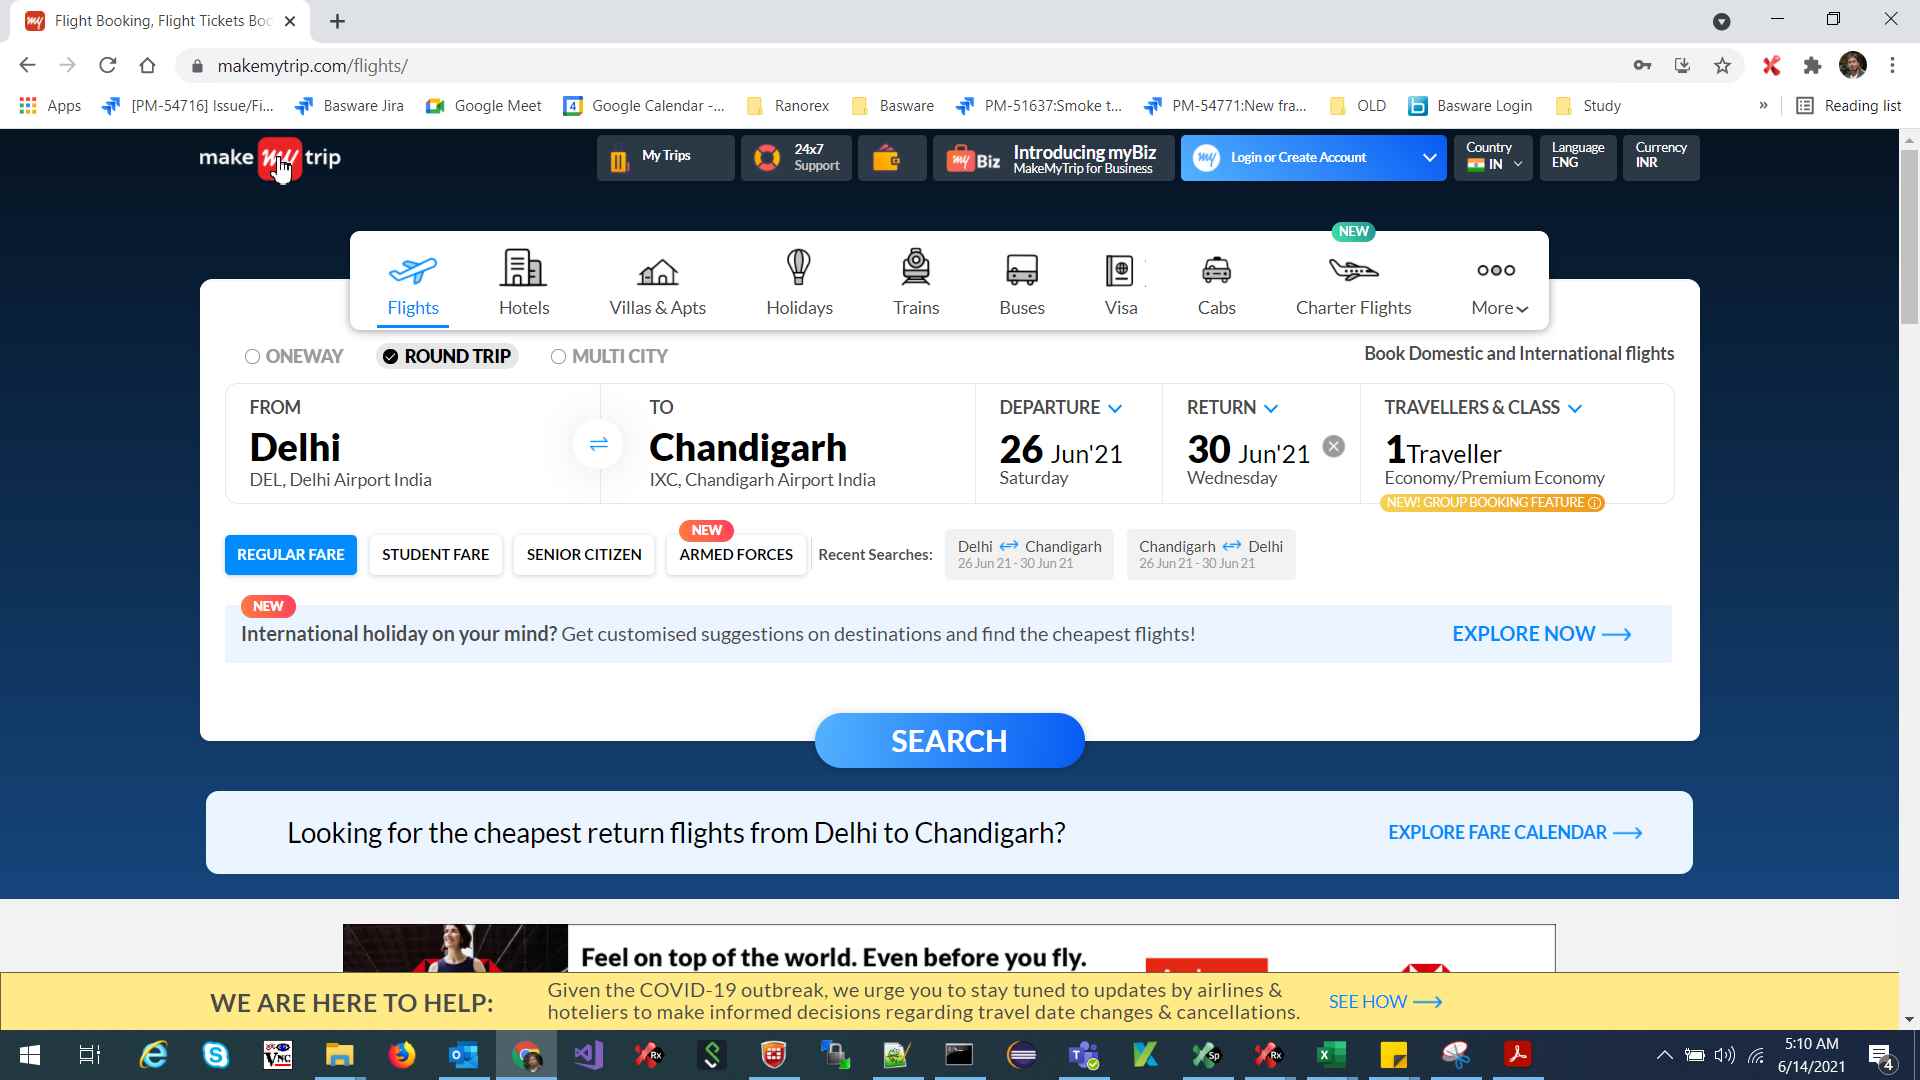 Flight Booking, Flight Tickets Boo
makemytrip.com/flights/
Apps
[PM-54716] Issue/Fi...
Basware Jira
Google Meet
4
Google Calendar -...
Ranorex
Basware
PM-51637:Smoke t...
PM-54771:New fra...
OLD
Basware Login
Study
»
Reading list
make my trip
My Trips
24x7
Support
my Biz
Introducing myBiz
MakeMyTrip for Business
my
Login or Create Account
Country
IN
Language
ENG
Currency
INR
NEW
Flights
Hotels
Villas & Apts
Holidays
Trains
Buses
Visa
Cabs
Charter Flights
More
ONEWAY
ROUND TRIP
MULTI CITY
Book Domestic and International flights
FROM
Delhi
DEL, Delhi Airport India
TO
Chandigarh
IXC, Chandigarh Airport India
DEPARTURE
26 Jun'21
Saturday
RETURN
30 Jun'21
Wednesday
TRAVELLERS & CLASS
1Traveller
Economy/Premium Economy
NEW! GROUP BOOKING FEATURE
REGULAR FARE
STUDENT FARE
SENIOR CITIZEN
NEW
ARMED FORCES
Recent Searches:
Delhi Chandigarh
26 Jun 21 - 30 Jun 21
Chandigarh Delhi
26 Jun 21 - 30 Jun 21
NEW
International holiday on your mind? Get customised suggestions on destinations and find the cheapest flights!
EXPLORE NOW
SEARCH
Looking for the cheapest return flights from Delhi to Chandigarh?
EXPLORE FARE CALENDAR
Feel on top of the world. Even before you fly.
WE ARE HERE TO HELP:
Given the COVID-19 outbreak, we urge you to stay tuned to updates by airlines &
hoteliers to make informed decisions regarding travel date changes & cancellations.
SEE HOW
5:10 AM
6/14/2021
4